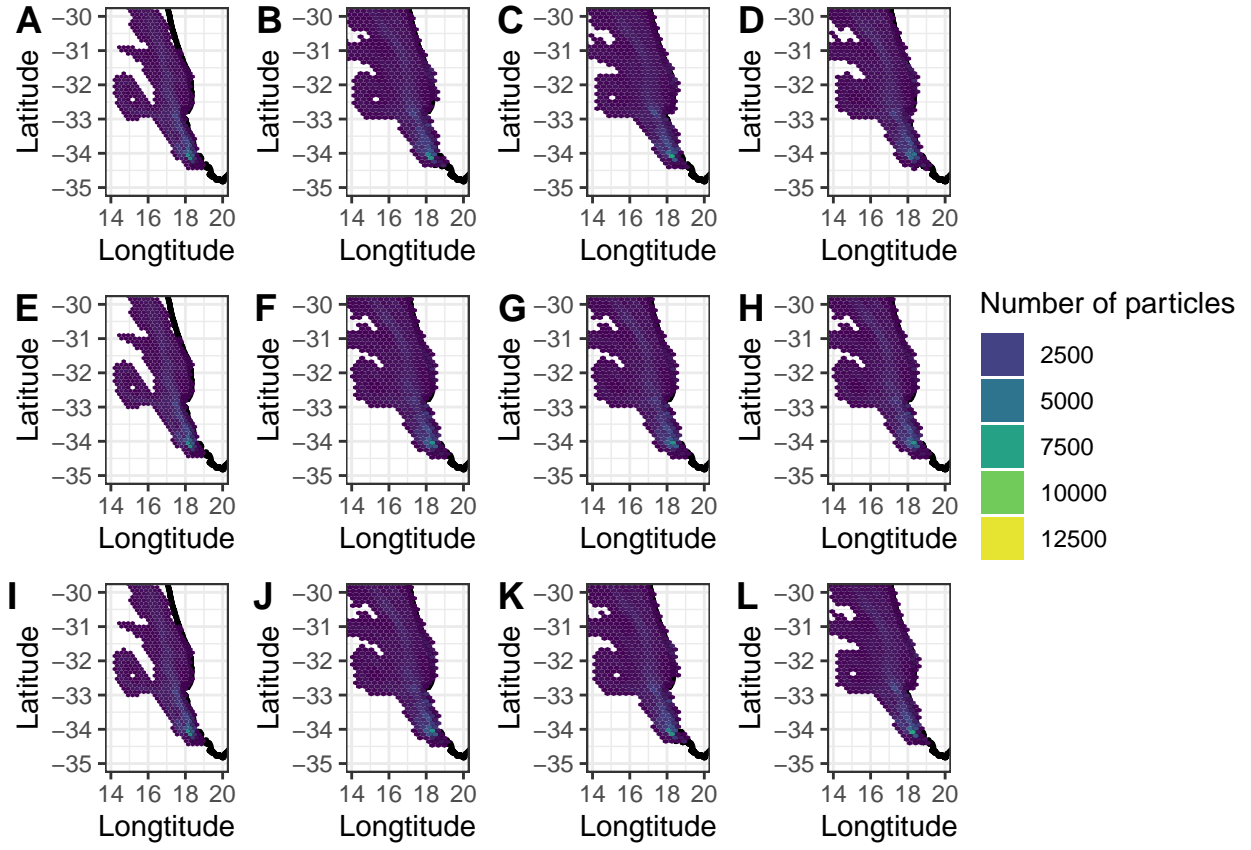 A B C D
−30 −30 −30 −30
−31 −31 −31 −31
−32 −32 −32 −32
−33 −33 −33 −33
−34 −34 −34 −34
−35 −35 −35 −35
Latitude Latitude Latitude Latitude
14 16 18 20 14 16 18 20 14 16 18 20 14 16 18 20
Longtitude Longtitude Longtitude Longtitude
E F G H
−30 −30 −30 −30
−31 −31 −31 −31
−32 −32 −32 −32
−33 −33 −33 −33
−34 −34 −34 −34
−35 −35 −35 −35
Latitude Latitude Latitude Latitude
14 16 18 20 14 16 18 20 14 16 18 20 14 16 18 20
Longtitude Longtitude Longtitude Longtitude
Number of particles
2500
5000
7500
10000
12500
I J K L
−30 −30 −30 −30
−31 −31 −31 −31
−32 −32 −32 −32
−33 −33 −33 −33
−34 −34 −34 −34
−35 −35 −35 −35
Latitude Latitude Latitude Latitude
14 16 18 20 14 16 18 20 14 16 18 20 14 16 18 20
Longtitude Longtitude Longtitude Longtitude